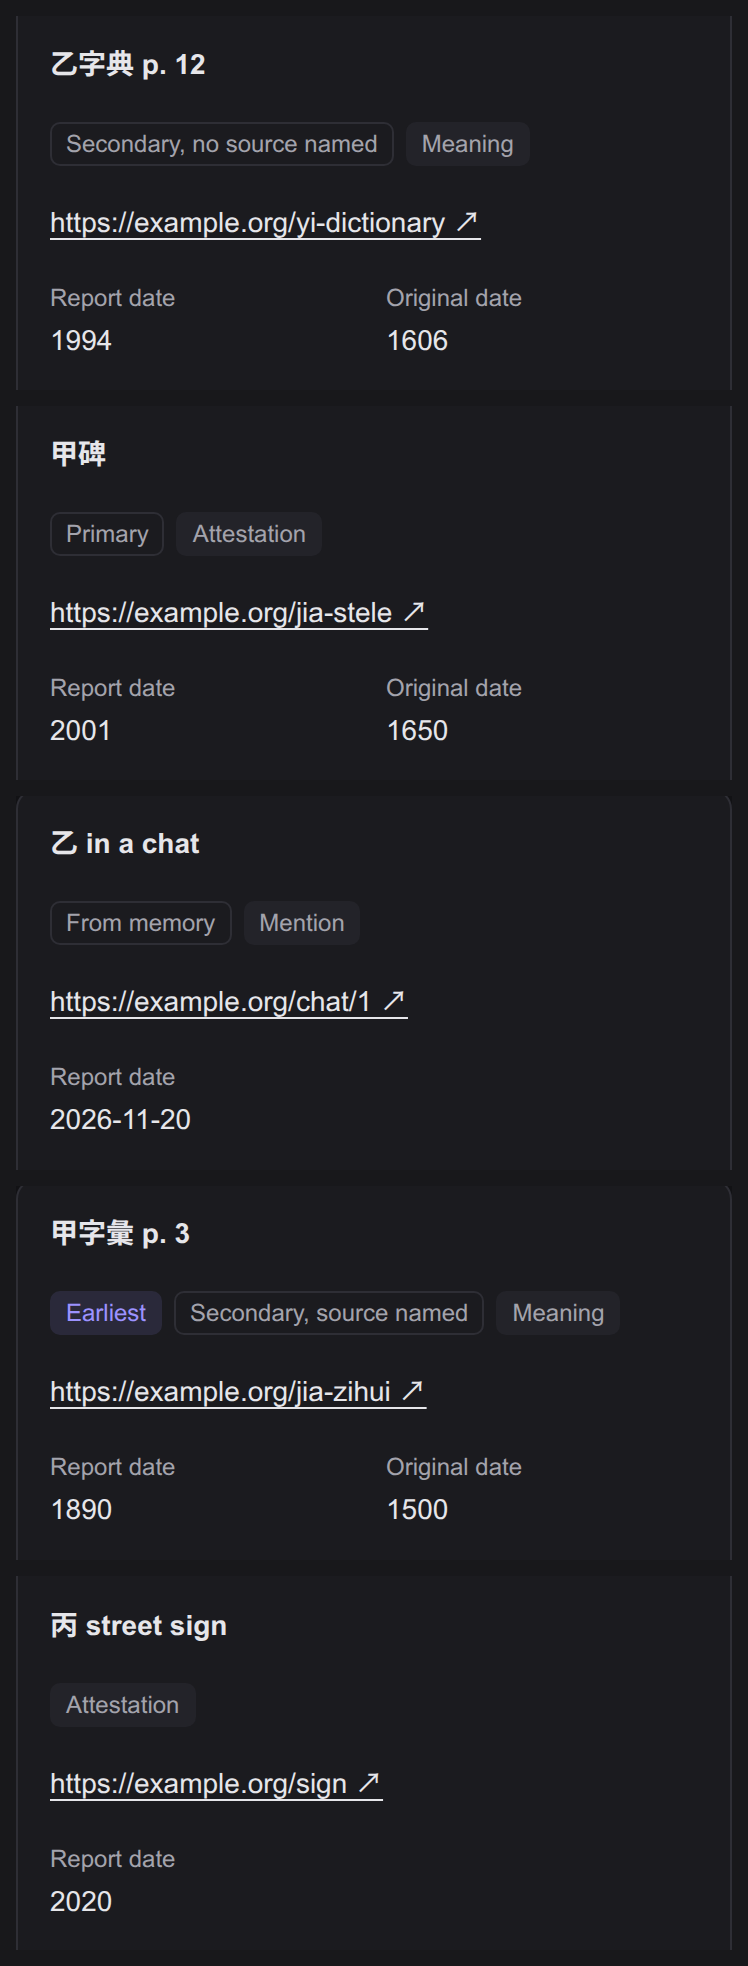 乙字典 p. 12
Secondary, no source named Meaning
https://example.org/yi-dictionary ↗
Report date Original date
1994 1606
甲碑
Primary Attestation
https://example.org/jia-stele ↗
Report date Original date
2001 1650
乙 in a chat
From memory Mention
https://example.org/chat/1 ↗
Report date
2026-11-20
甲字彙 p. 3
Earliest Secondary, source named Meaning
https://example.org/jia-zihui ↗
Report date Original date
1890 1500
丙 street sign
Attestation
https://example.org/sign ↗
Report date
2020